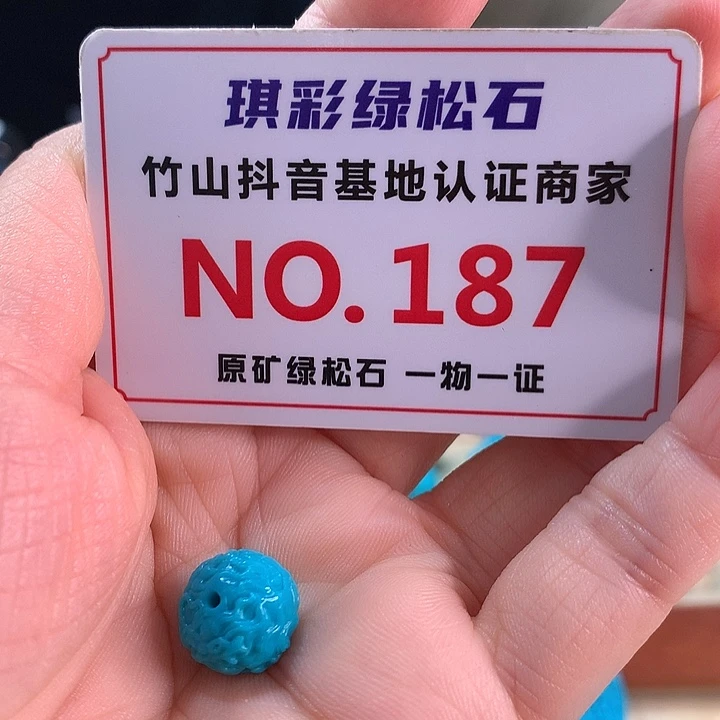 琪彩绿松石
竹山抖音基地认证商家
NO.187
原矿绿松石 一物一证